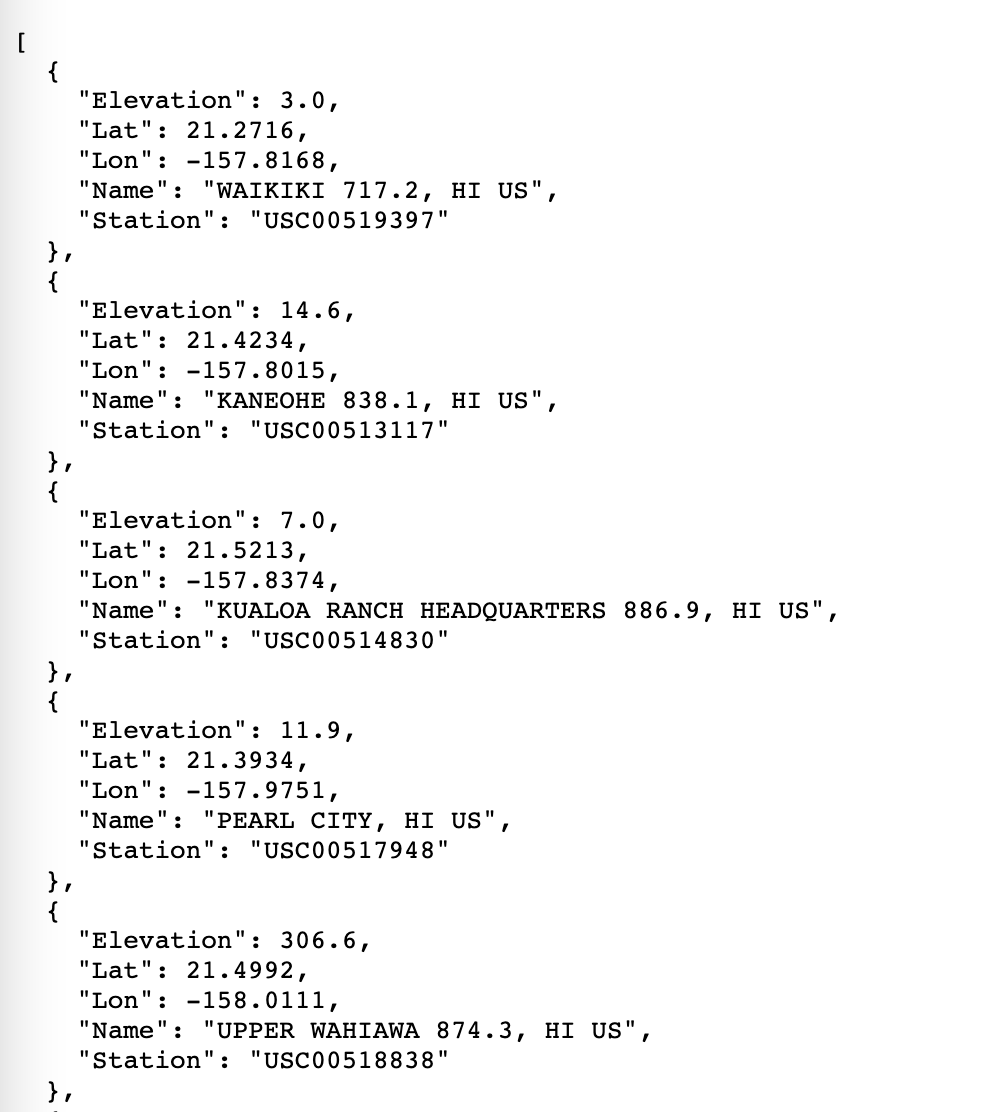 [
  {
    "Elevation": 3.0,
    "Lat": 21.2716,
    "Lon": -157.8168,
    "Name": "WAIKIKI 717.2, HI US",
    "Station": "USC00519397"
  },
  {
    "Elevation": 14.6,
    "Lat": 21.4234,
    "Lon": -157.8015,
    "Name": "KANEOHE 838.1, HI US",
    "Station": "USC00513117"
  },
  {
    "Elevation": 7.0,
    "Lat": 21.5213,
    "Lon": -157.8374,
    "Name": "KUALOA RANCH HEADQUARTERS 886.9, HI US",
    "Station": "USC00514830"
  },
  {
    "Elevation": 11.9,
    "Lat": 21.3934,
    "Lon": -157.9751,
    "Name": "PEARL CITY, HI US",
    "Station": "USC00517948"
  },
  {
    "Elevation": 306.6,
    "Lat": 21.4992,
    "Lon": -158.0111,
    "Name": "UPPER WAHIAWA 874.3, HI US",
    "Station": "USC00518838"
  },